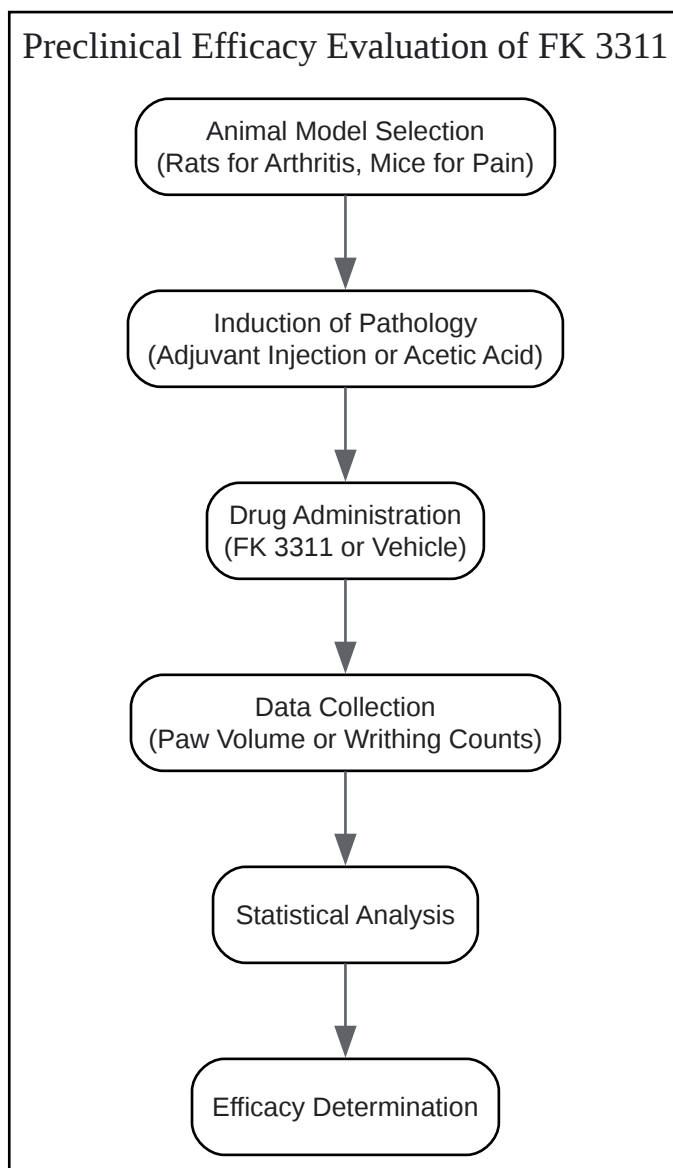 Preclinical Efficacy Evaluation of FK 3311
Animal Model Selection
(Rats for Arthritis, Mice for Pain)
Induction of Pathology
(Adjuvant Injection or Acetic Acid)
Drug Administration
(FK 3311 or Vehicle)
Data Collection
(Paw Volume or Writhing Counts)
Statistical Analysis
Efficacy Determination